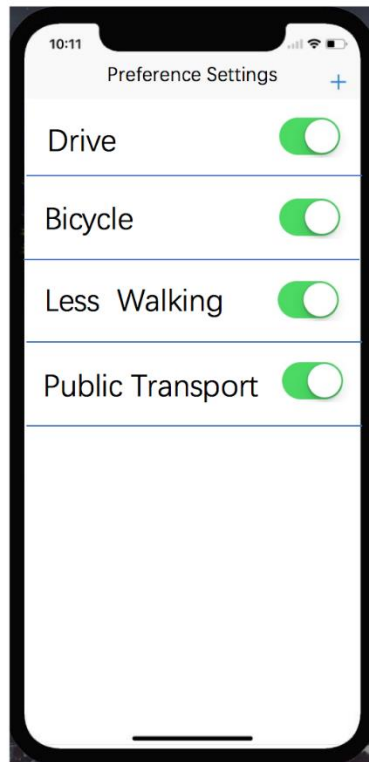 10:11
Preference Settings
+
Drive
Bicycle
Less Walking
Public Transport